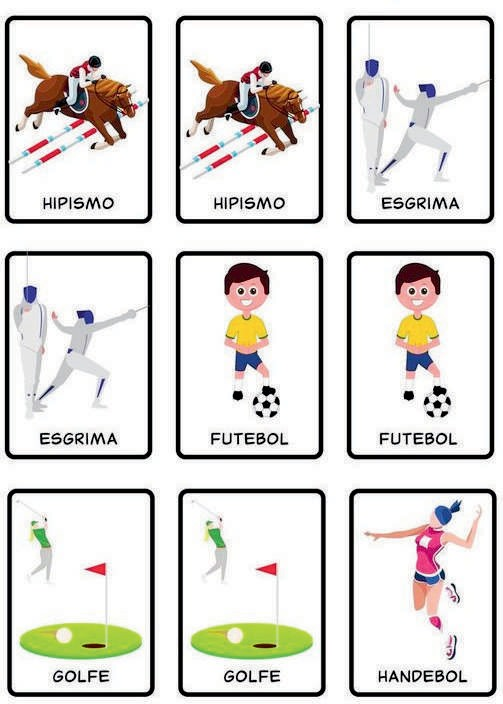 HIPISMO
HIPISMO
ESGRIMA
ESGRIMA
FUTEBOL
FUTEBOL
GOLFE
GOLFE
HANDEBOL